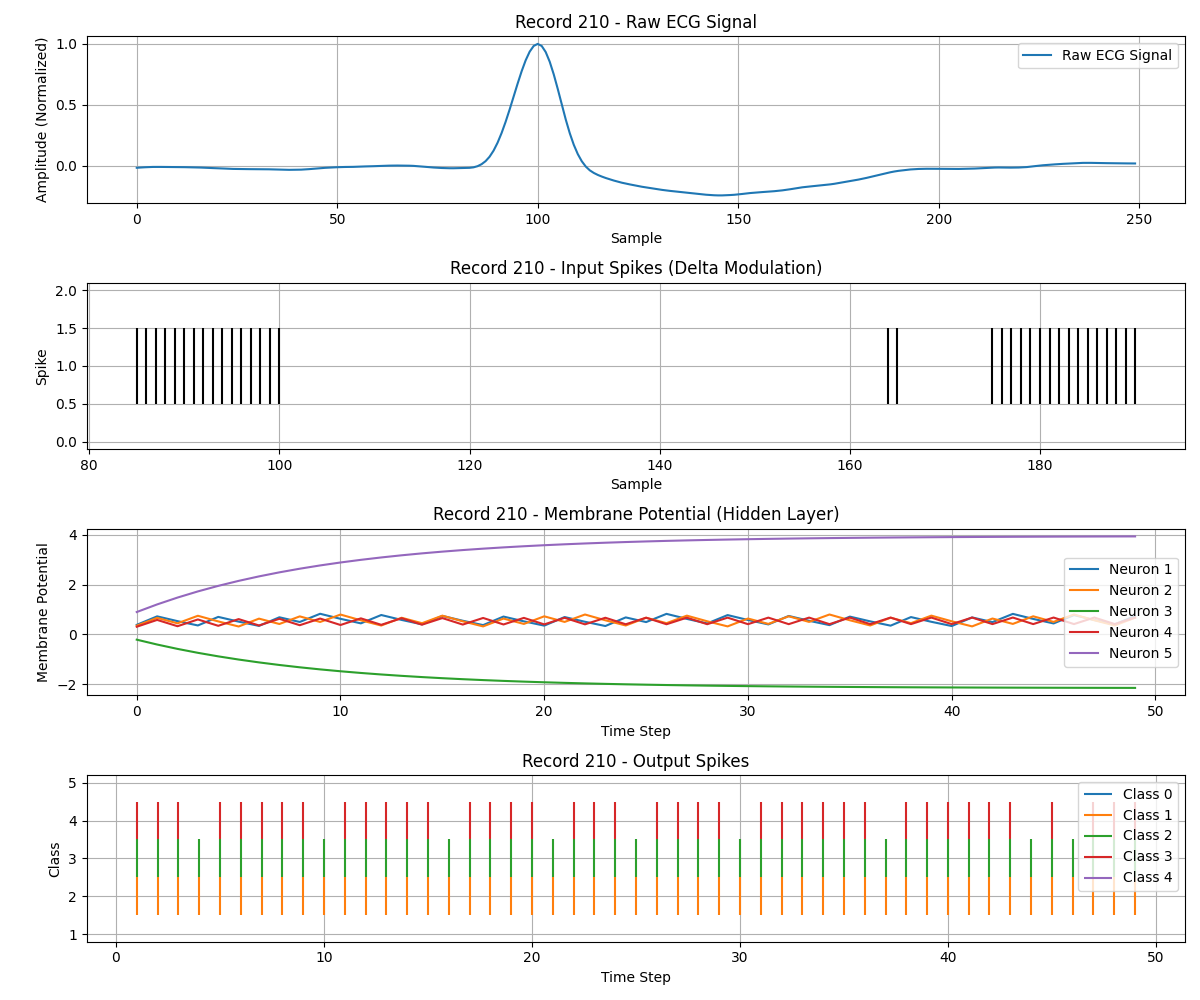 Record 210 - Raw ECG Signal
Amplitude (Normalized)
1.0
0.5
0.0
Raw ECG Signal
0 50 100 150 200 250
Sample
Record 210 - Input Spikes (Delta Modulation)
Spike
2.0
1.5
1.0
0.5
0.0
80 100 120 140 160 180
Sample
Record 210 - Membrane Potential (Hidden Layer)
Membrane Potential
4
2
0
−2
Neuron 1
Neuron 2
Neuron 3
Neuron 4
Neuron 5
0 10 20 30 40 50
Time Step
Record 210 - Output Spikes
Class
5
4
3
2
1
Class 0
Class 1
Class 2
Class 3
Class 4
0 10 20 30 40 50
Time Step